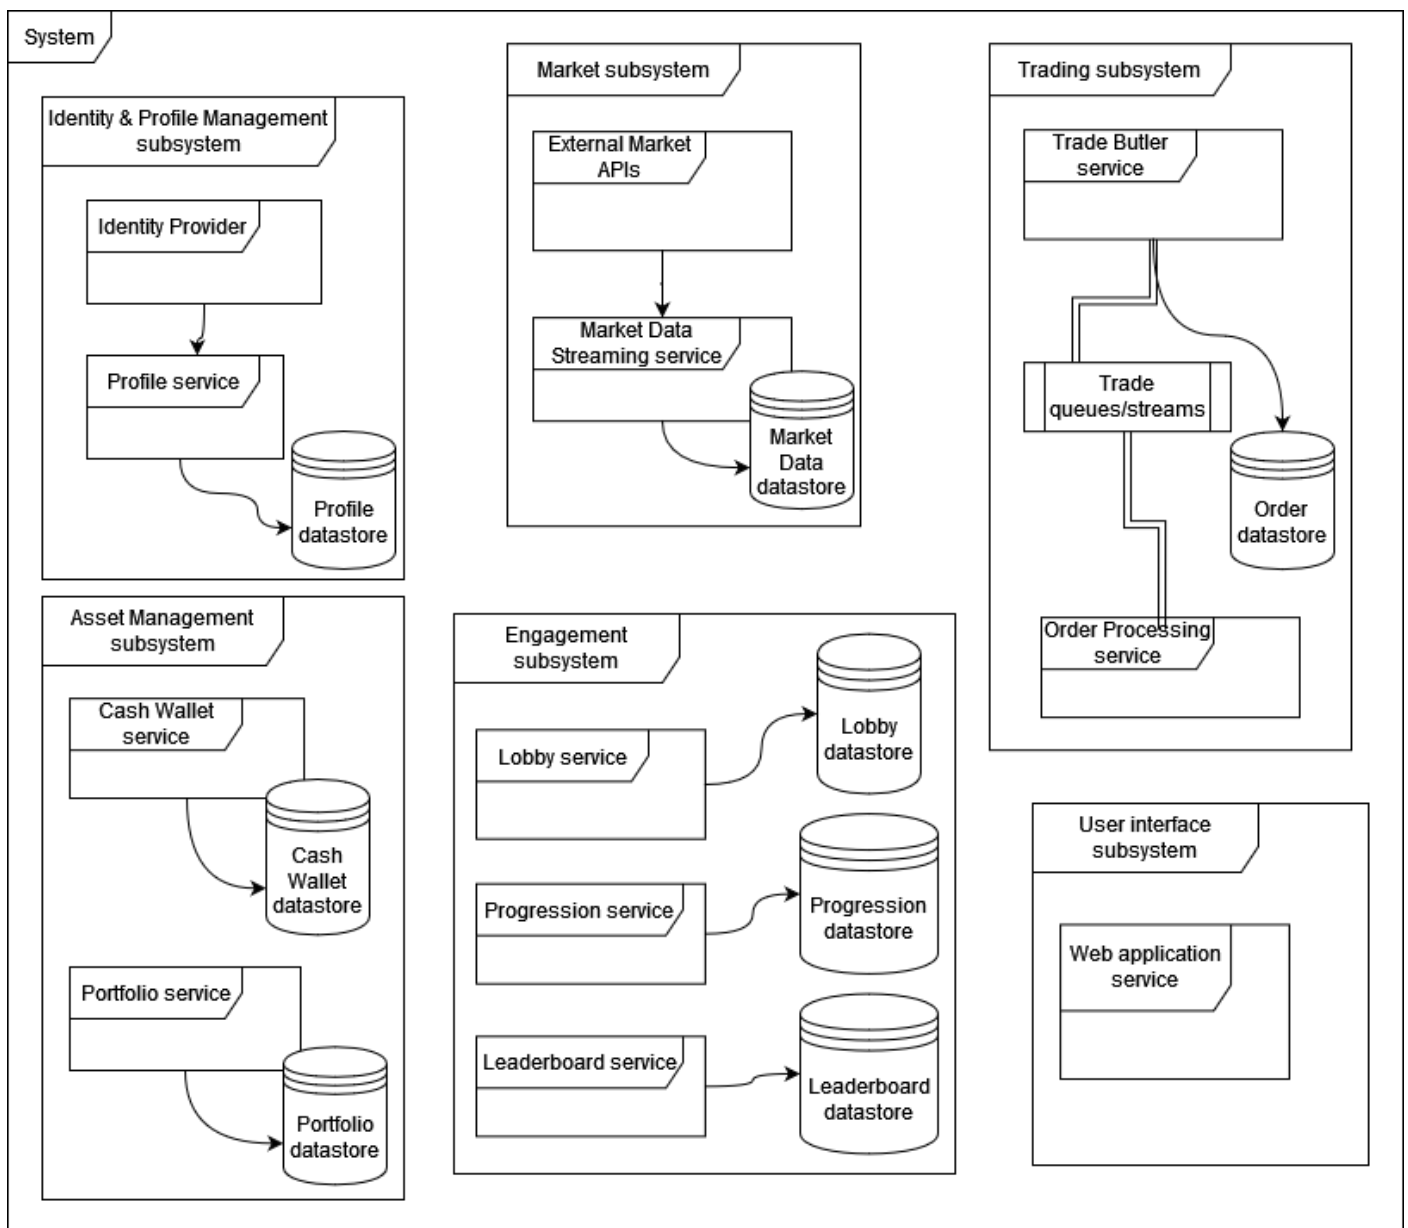 System
Identity & Profile Management
subsystem
Identity Provider
Profile service
Profile
datastore
Market subsystem
External Market
APIs
Market Data
Streaming service
Market
Data
datastore
Trading subsystem
Trade Butler
service
Trade
queues/streams
Order
datastore
Order Processing
service
Asset Management
subsystem
Cash Wallet
service
Cash
Wallet
datastore
Portfolio service
Portfolio
datastore
Engagement
subsystem
Lobby service
Lobby
datastore
Progression service
Progression
datastore
Leaderboard service
Leaderboard
datastore
User interface
subsystem
Web application
service